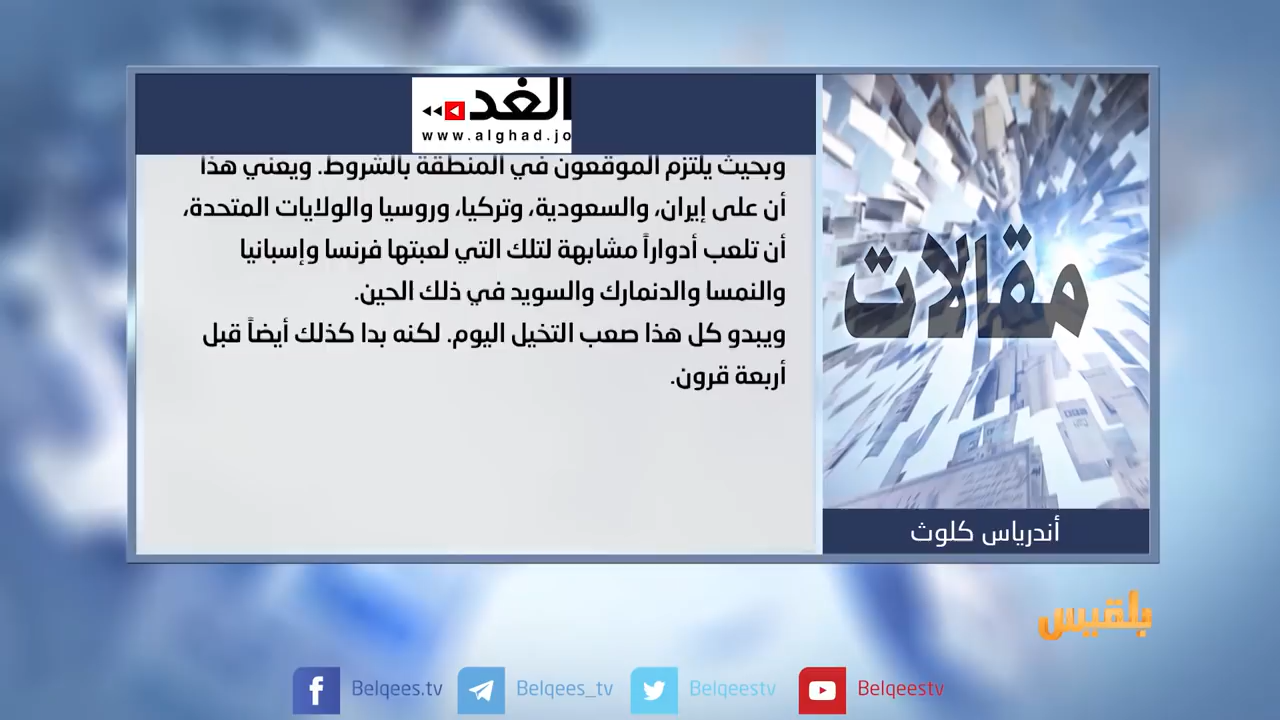 الغد
www.alghad.jo
وبحيث يلتزم الموقعون في المنطقة بالشروط. ويعني هذا
أن على إيران، والسعودية، وتركيا، وروسيا والولايات المتحدة،
أن تلعب أدواراً مشابهة لتلك التي لعبتها فرنسا وإسبانيا
والنمسا والدنمارك والسويد في ذلك الحين.
ويبدو كل هذا صعب التخيل اليوم. لكنه بدا كذلك أيضاً قبل
أربعة قرون.
مقالات
أندرياس كلوث
بلقيس
Belqees.tv
Belqees_tv
Belqeestv
Belqeestv